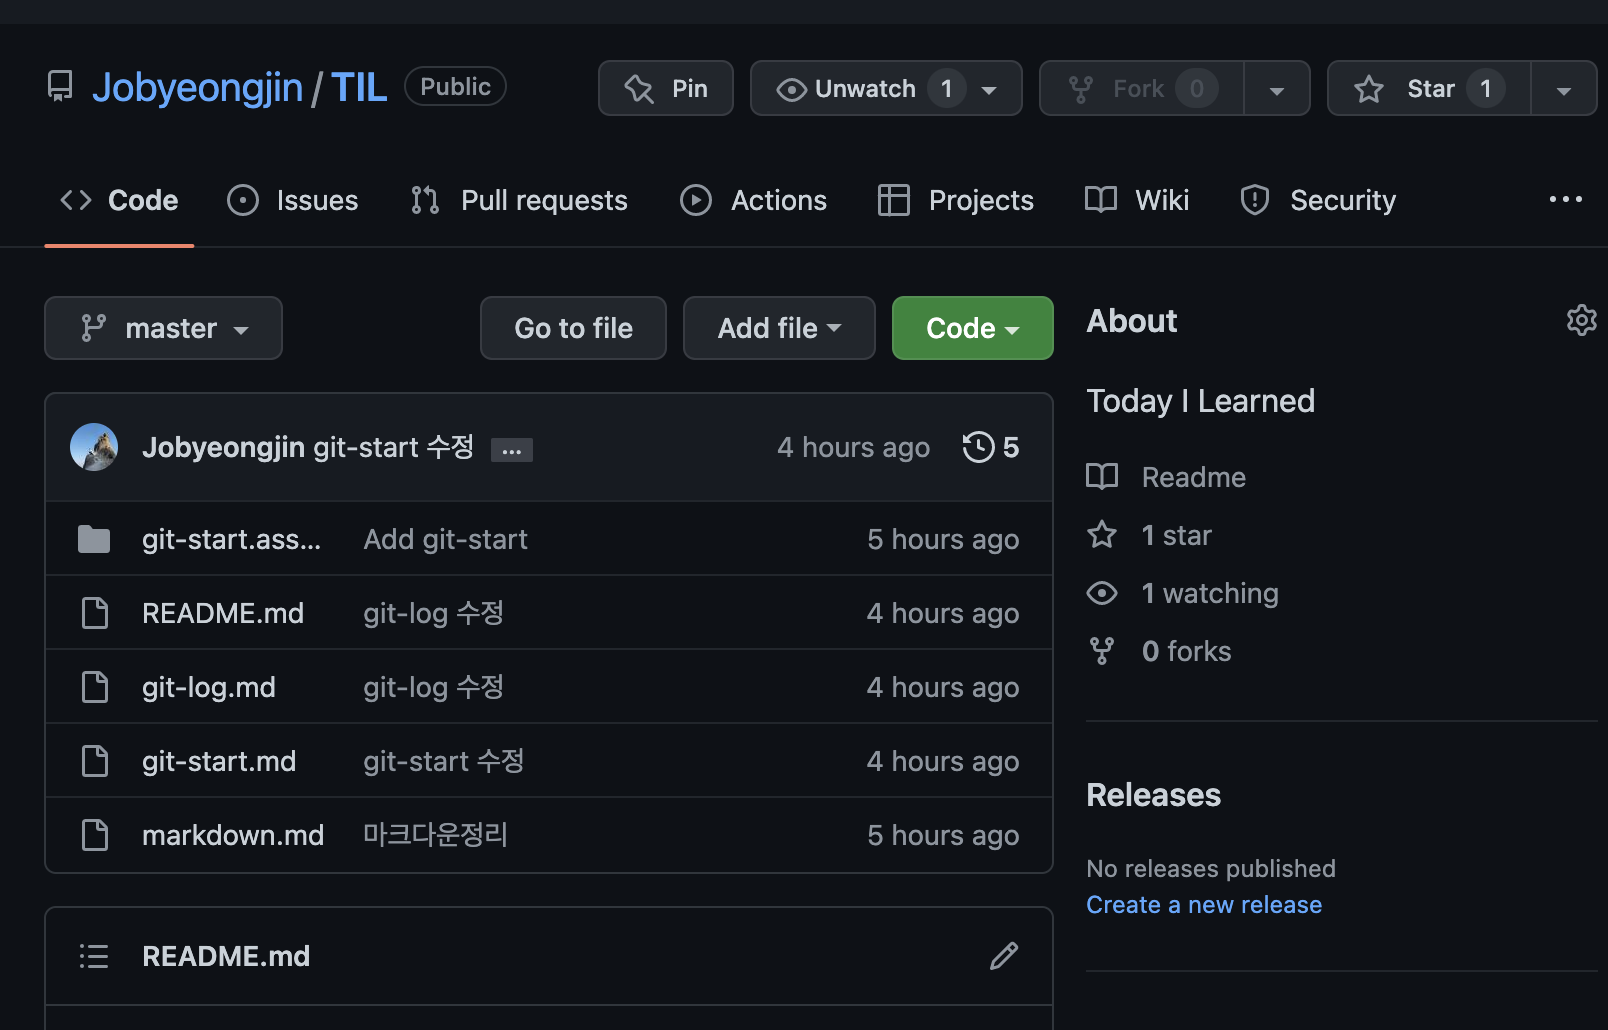 Jobyeongjin / TIL Public Pin Unwatch 1 Fork 0 Star 1
Code Issues Pull requests Actions Projects Wiki Security ...
master Go to file Add file Code
Jobyeongjin git-start 수정 ... 4 hours ago 5
git-start.ass... Add git-start 5 hours ago
README.md git-log 수정 4 hours ago
git-log.md git-log 수정 4 hours ago
git-start.md git-start 수정 4 hours ago
markdown.md 마크다운정리 5 hours ago
README.md
About
Today I Learned
Readme
1 star
1 watching
0 forks
Releases
No releases published
Create a new release